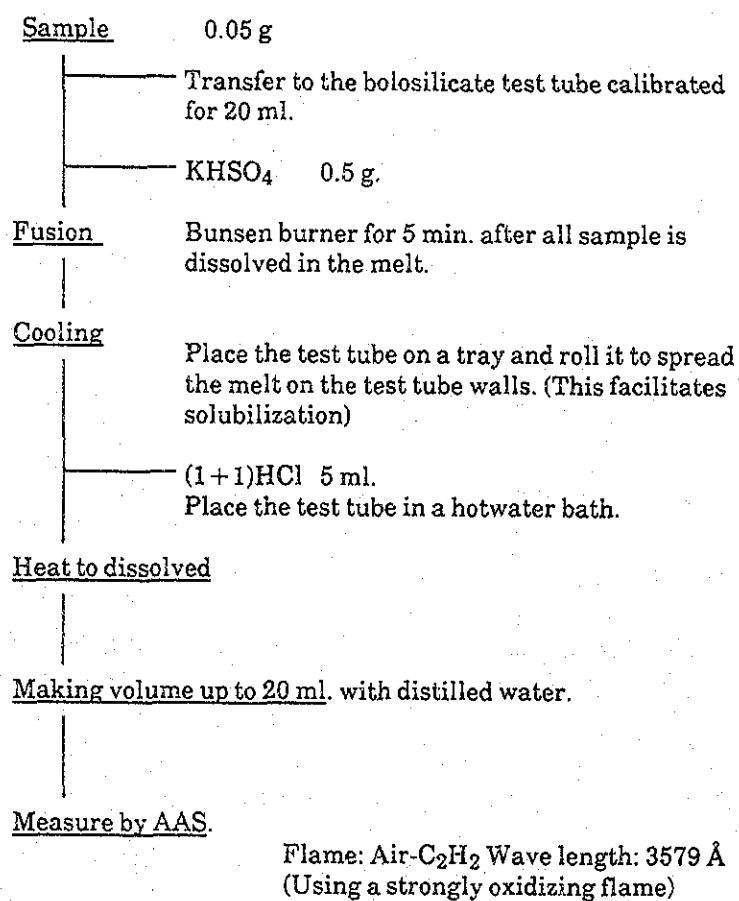 Sample 0.05 g
Transfer to the bolosilicate test tube calibrated
for 20 ml.
KHSO₄ 0.5 g.
Fusion Bunsen burner for 5 min. after all sample is
dissolved in the melt.
Cooling
Place the test tube on a tray and roll it to spread
the melt on the test tube walls. (This facilitates
solubilization)
(1+1)HCl 5 ml.
Place the test tube in a hotwater bath.
Heat to dissolved
Making volume up to 20 ml. with distilled water.
Measure by AAS.
Flame: Air-C₂H₂ Wave length: 3579 Å
(Using a strongly oxidizing flame)